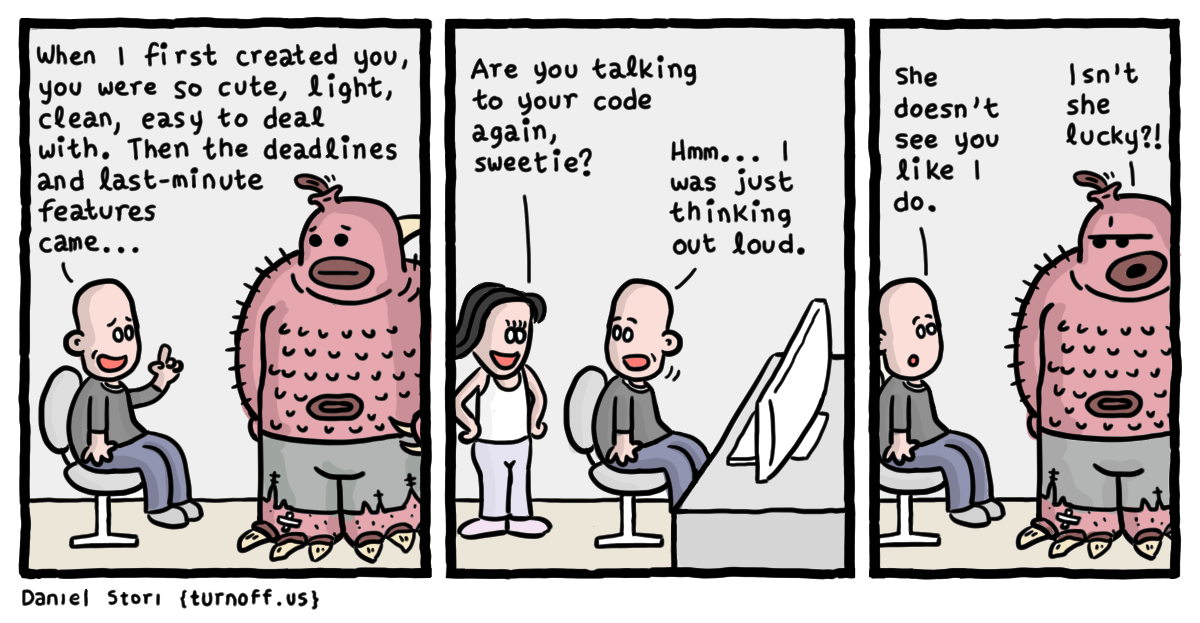 When I first created you,
you were so cute, light,
clean, easy to deal
with. Then the deadlines
and last-minute
features
came...
Are you talking
to your code
again,
sweetie?
Hmm... I
was just
thinking
out loud.
She
doesn't
see you
like I
do.
Isn't
she
lucky?!
Daniel Stori {turnoff.us}